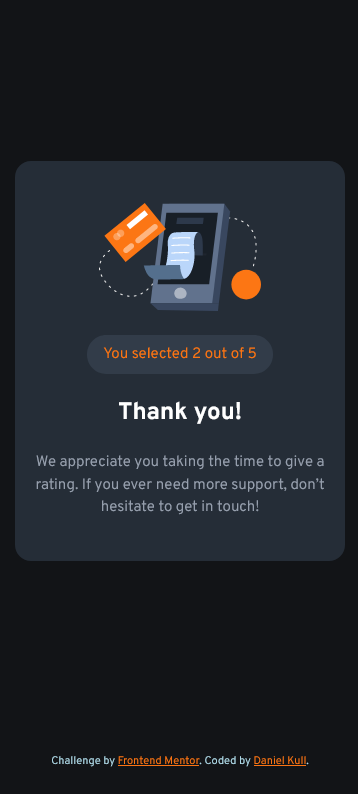 You selected 2 out of 5
Thank you!
We appreciate you taking the time to give a
rating. If you ever need more support, don't
hesitate to get in touch!
Challenge by Frontend Mentor. Coded by Daniel Kull.